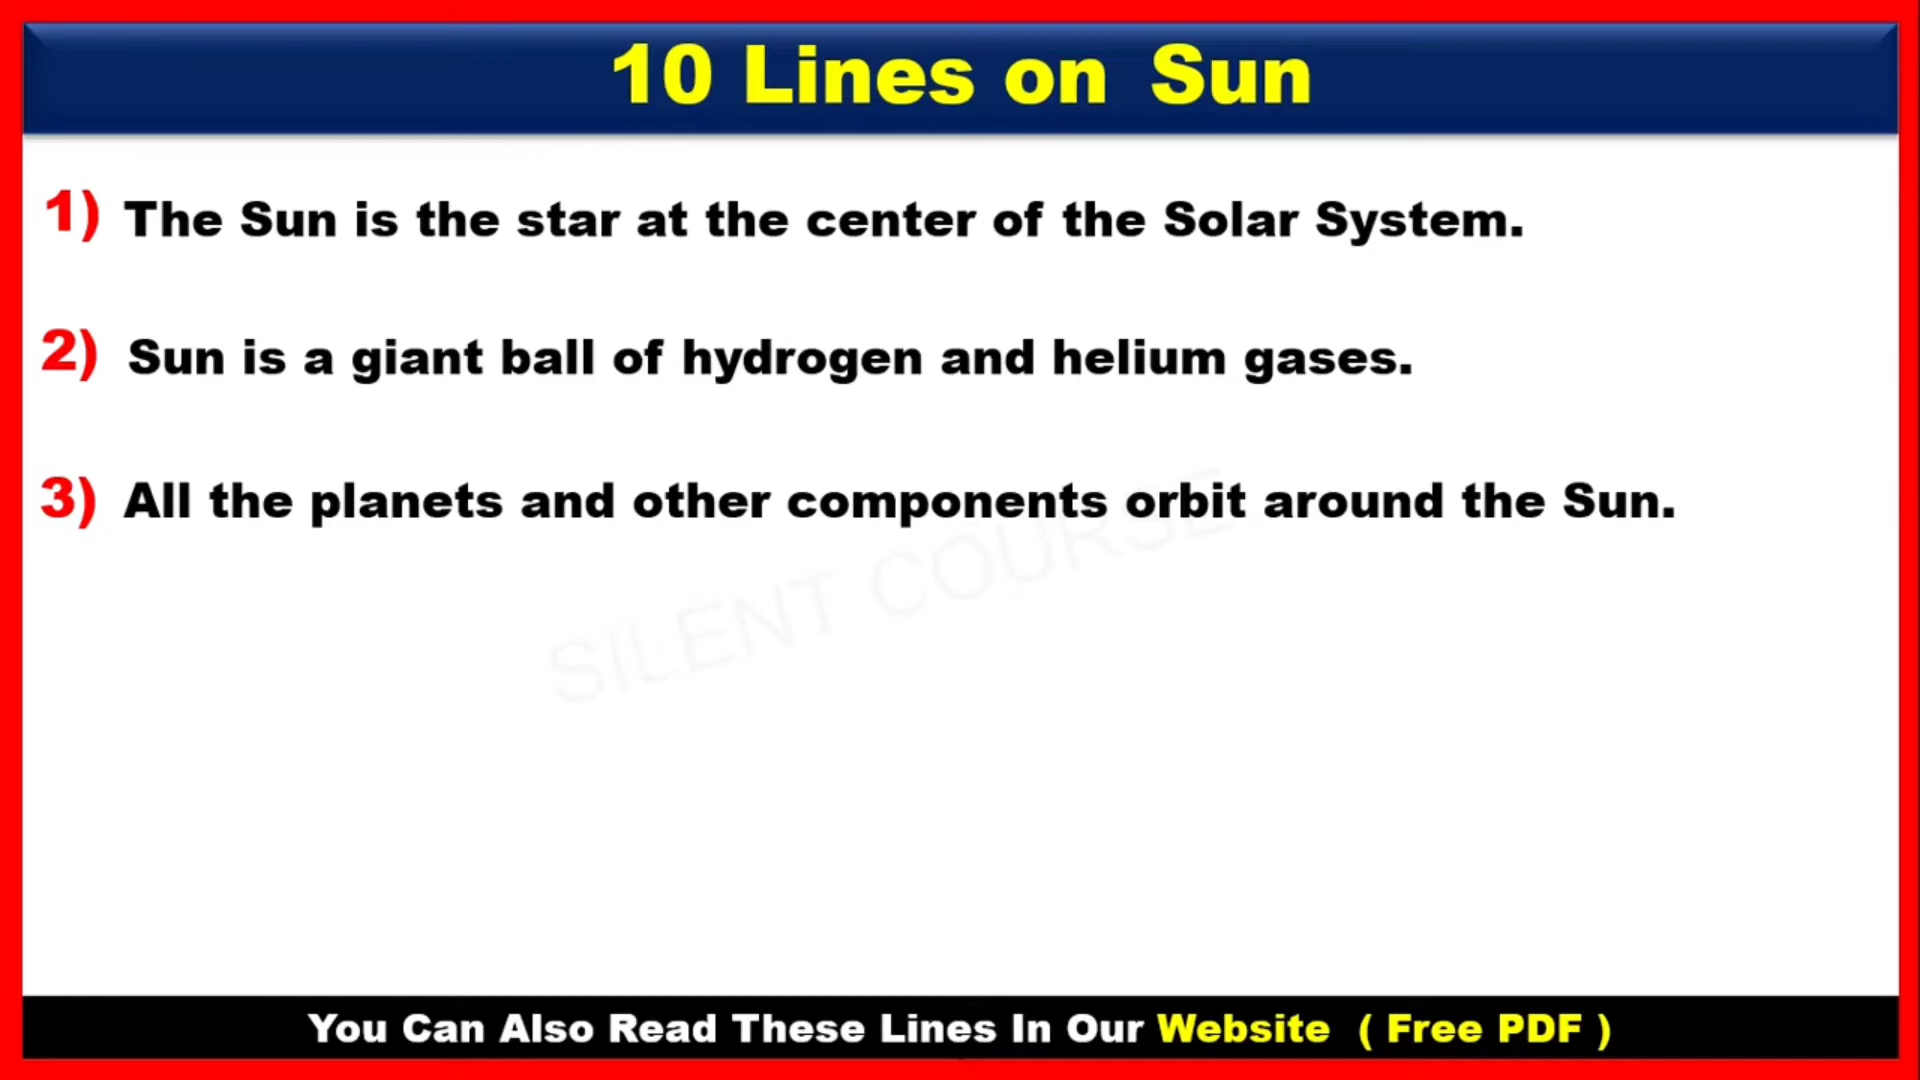 10 Lines on Sun
1) The Sun is the star at the center of the Solar System.
2) Sun is a giant ball of hydrogen and helium gases.
3) All the planets and other components orbit around the Sun.
SILENT COURSE
You Can Also Read These Lines In Our Website ( Free PDF )